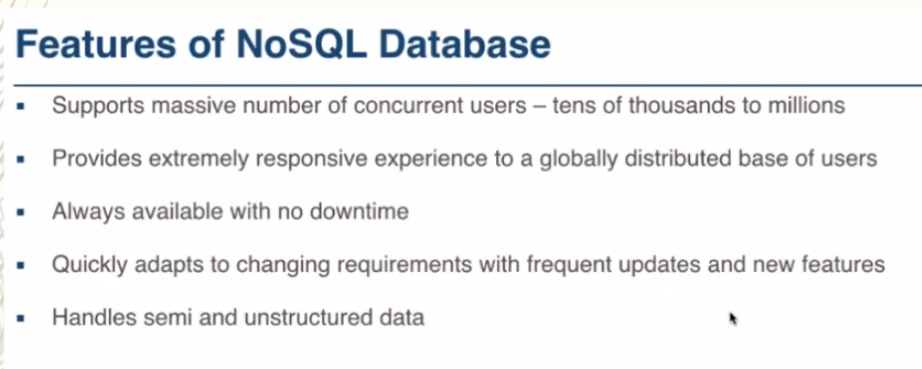 Features of NoSQL Database
▪ Supports massive number of concurrent users – tens of thousands to millions
▪ Provides extremely responsive experience to a globally distributed base of users
▪ Always available with no downtime
▪ Quickly adapts to changing requirements with frequent updates and new features
▪ Handles semi and unstructured data